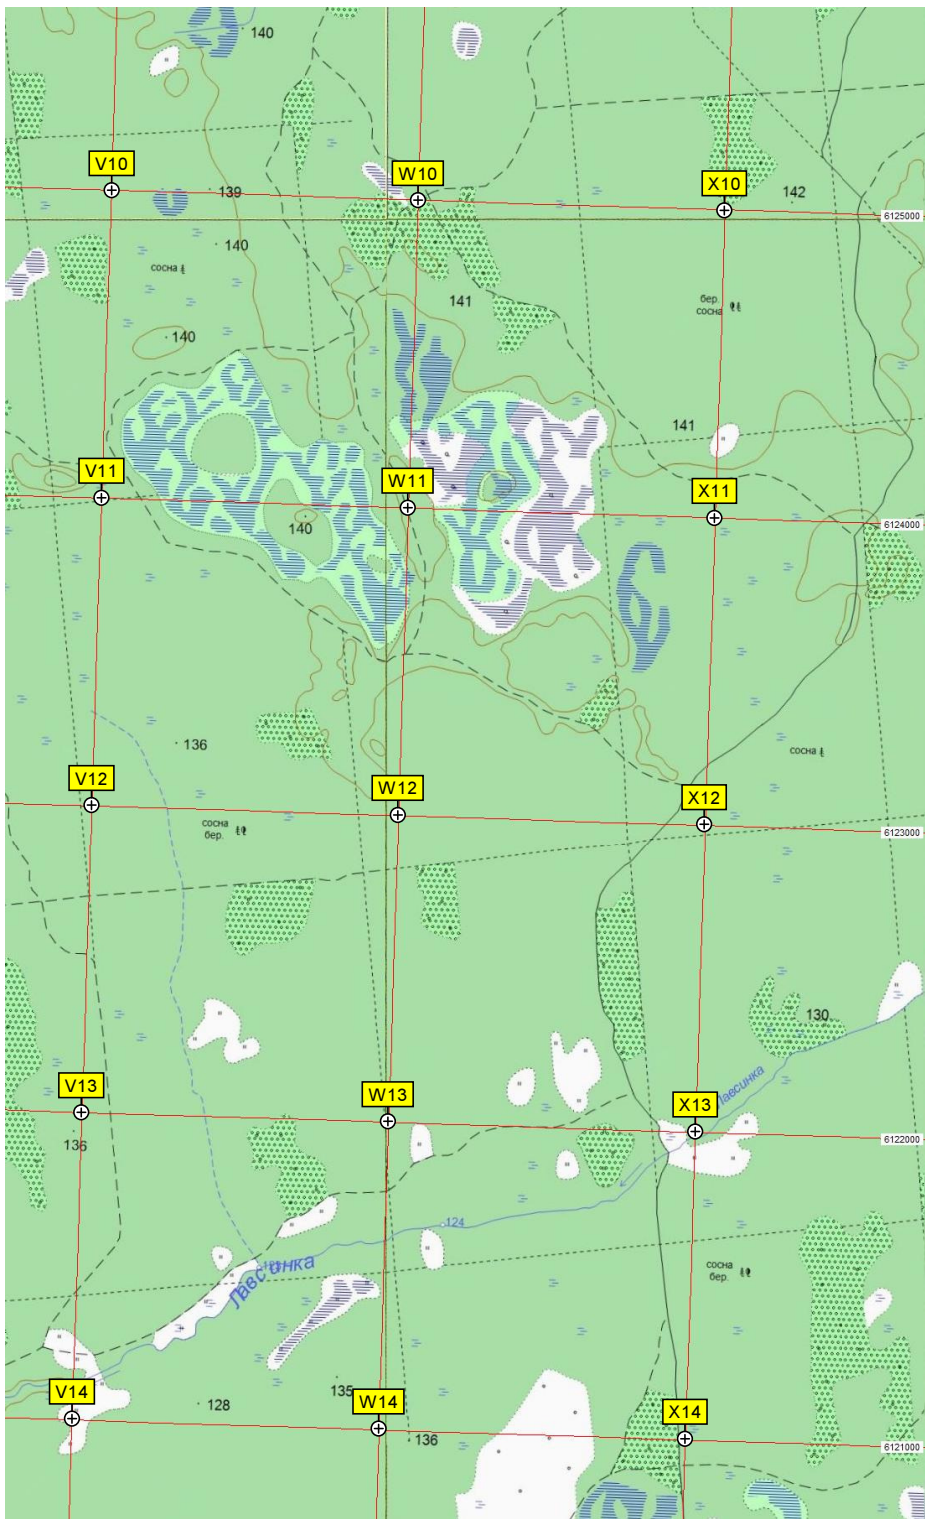 140
V10
W10
X10
139
142
6125000
140
сосна
141
бер.
сосна
140
141
V11
W11
X11
140
6124000
136
сосна
V12
W12
X12
сосна
бер.
6123000
130
Лавсинка
V13
W13
X13
136
6122000
124
Лавсинка
сосна
бер.
135
V14
128
W14
X14
136
6121000